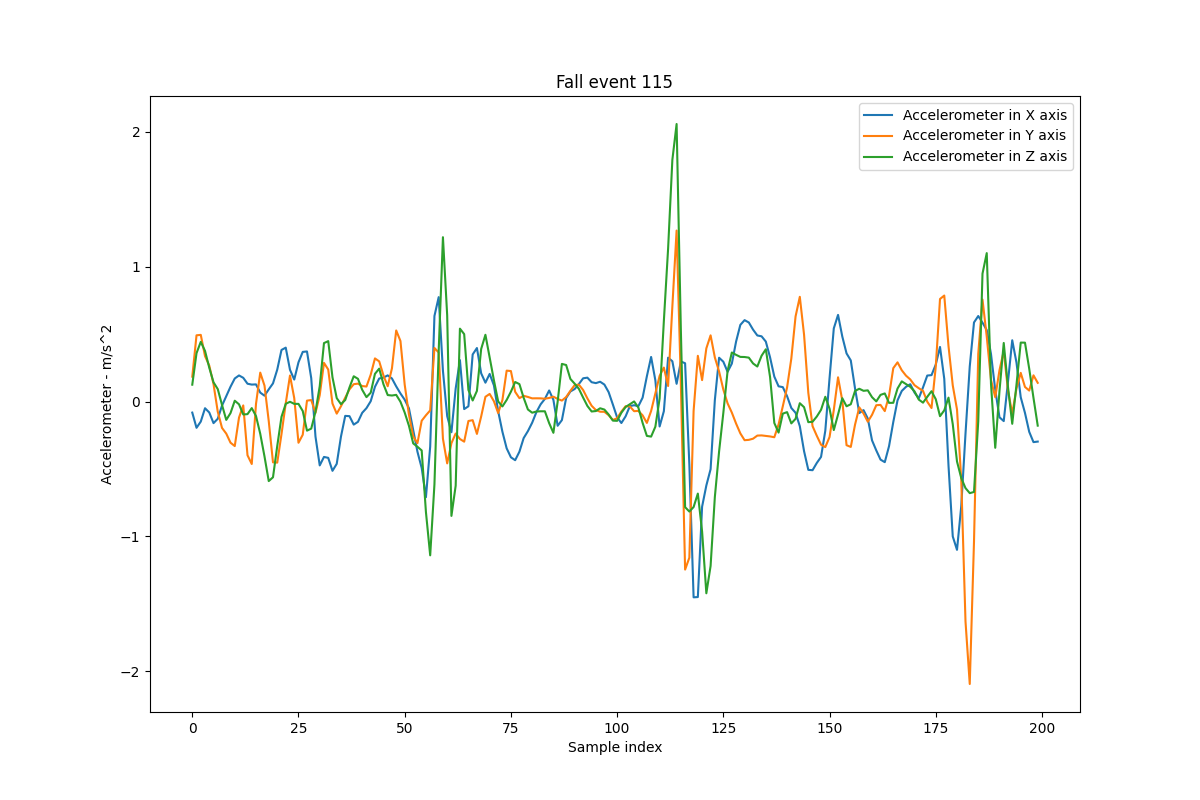 Fall event 115
Accelerometer in X axis
Accelerometer in Y axis
Accelerometer in Z axis
Accelerometer - m/s^2
2
1
0
−1
−2
0 25 50 75 100 125 150 175 200
Sample index